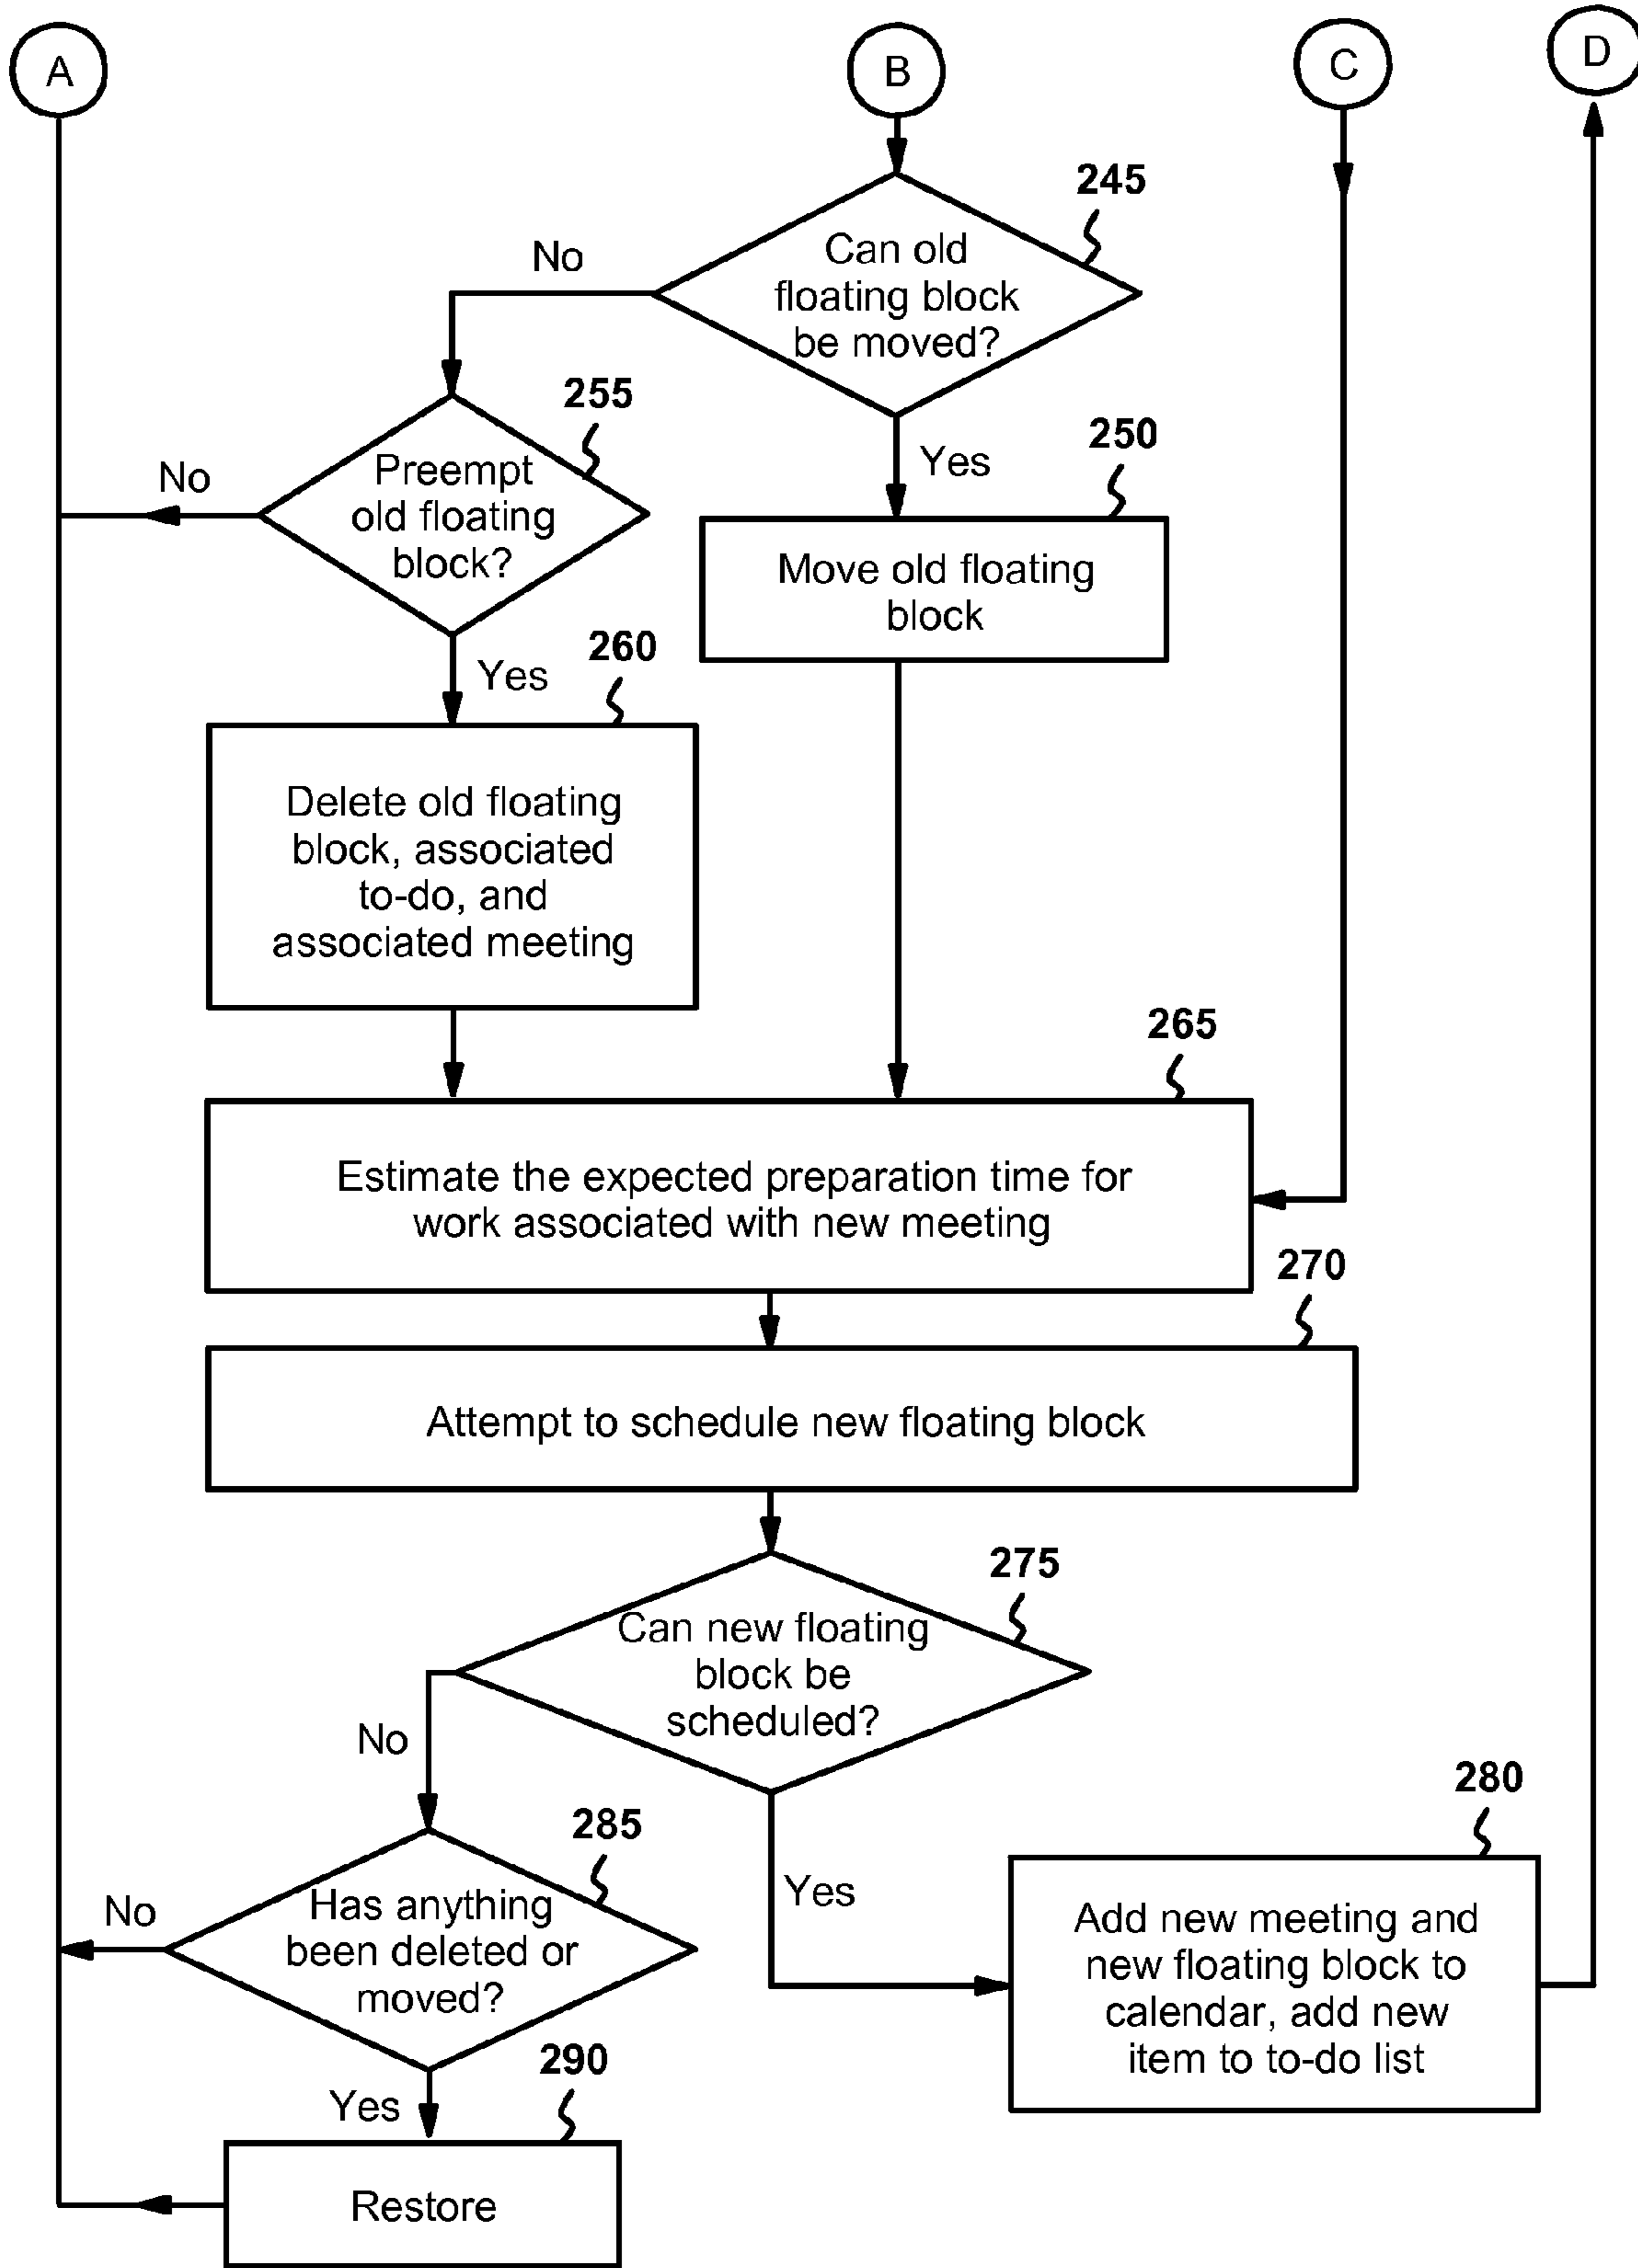 A
B
C
D
245
Can old
floating block
be moved?
No
255
Preempt
old floating
block?
No
Yes
250
Move old floating
block
Yes
260
Delete old floating
block, associated
to-do, and
associated meeting
265
Estimate the expected preparation time for
work associated with new meeting
270
Attempt to schedule new floating block
275
Can new floating
block be
scheduled?
No
285
Has anything
been deleted or
moved?
No
Yes
280
Add new meeting and
new floating block to
calendar, add new
item to to-do list
290
Yes
Restore